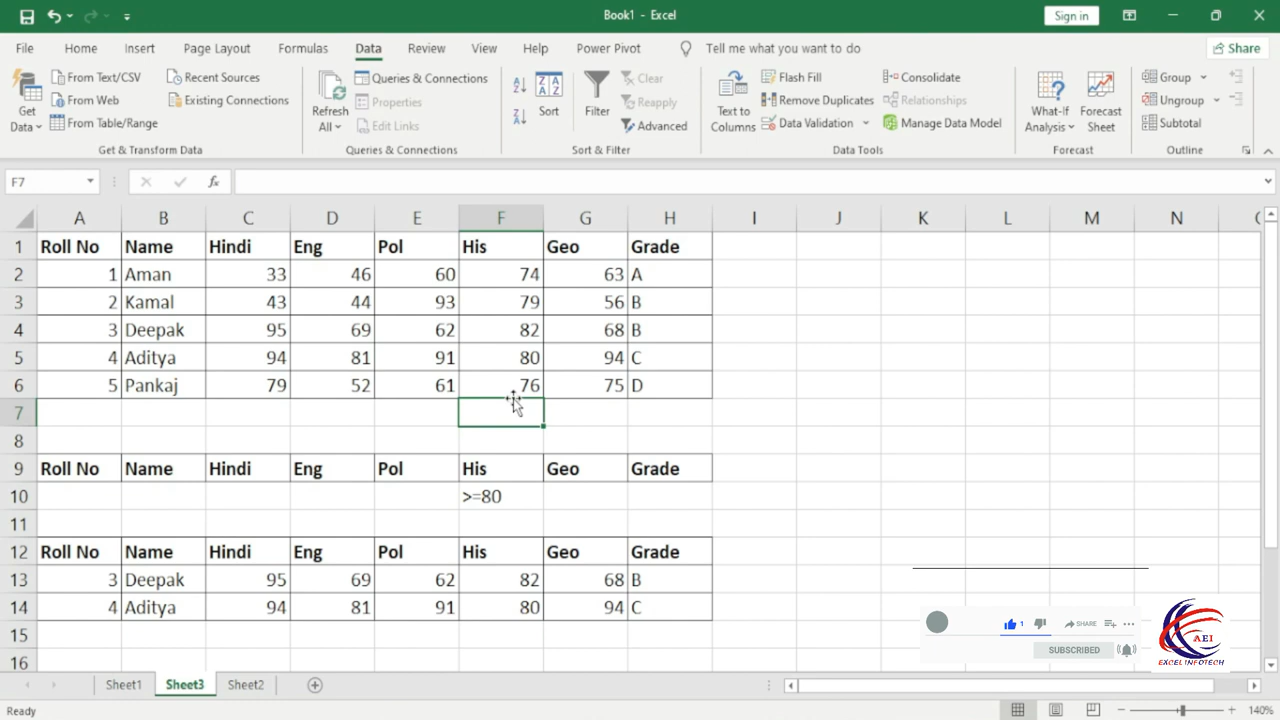 Book1 - Excel
Sign in
File Home Insert Page Layout Formulas Data Review View Help Power Pivot Tell me what you want to do Share
Get Data
From Text/CSV
From Web
From Table/Range
Recent Sources
Existing Connections
Get & Transform Data
Refresh All
Queries & Connections
Properties
Edit Links
Queries & Connections
Sort
Filter
Clear
Reapply
Advanced
Sort & Filter
Text to Columns
Flash Fill
Remove Duplicates
Data Validation
Consolidate
Relationships
Manage Data Model
Data Tools
What-If Analysis
Forecast Sheet
Forecast
Group
Ungroup
Subtotal
Outline
F7 fx
A B C D E F G H I J K L M N
1 Roll No Name Hindi Eng Pol His Geo Grade
2 1 Aman 33 46 60 74 63 A
3 2 Kamal 43 44 93 79 56 B
4 3 Deepak 95 69 62 82 68 B
5 4 Aditya 94 81 91 80 94 C
6 5 Pankaj 79 52 61 76 75 D
7
8
9 Roll No Name Hindi Eng Pol His Geo Grade
10 >=80
11
12 Roll No Name Hindi Eng Pol His Geo Grade
13 3 Deepak 95 69 62 82 68 B
14 4 Aditya 94 81 91 80 94 C
15
16
1 SHARE
SUBSCRIBED
AEI
EXCEL INFOTECH
Sheet1 Sheet3 Sheet2
Ready 140%